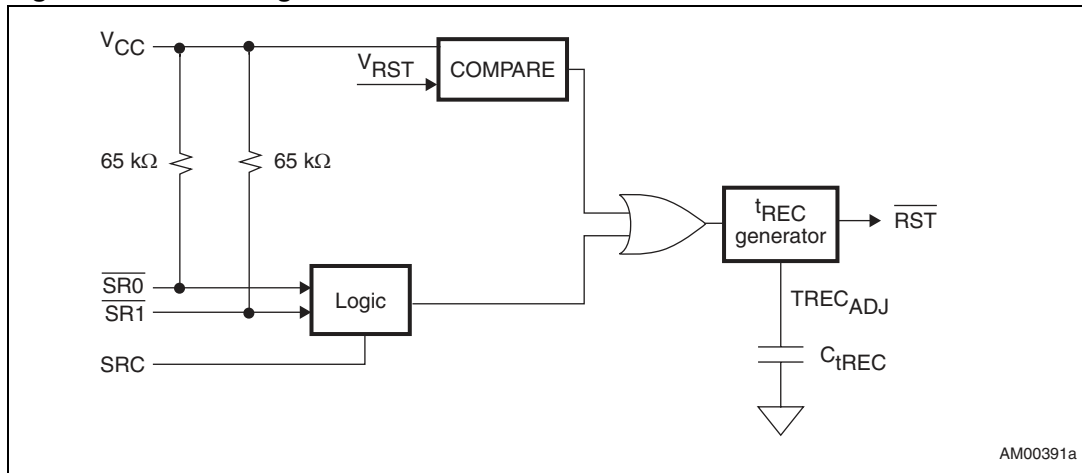 VCC
VRST
COMPARE
65 kΩ
65 kΩ
tREC
generator
RST
SR0
SR1
Logic
SRC
TRECADJ
CtREC
AM00391a